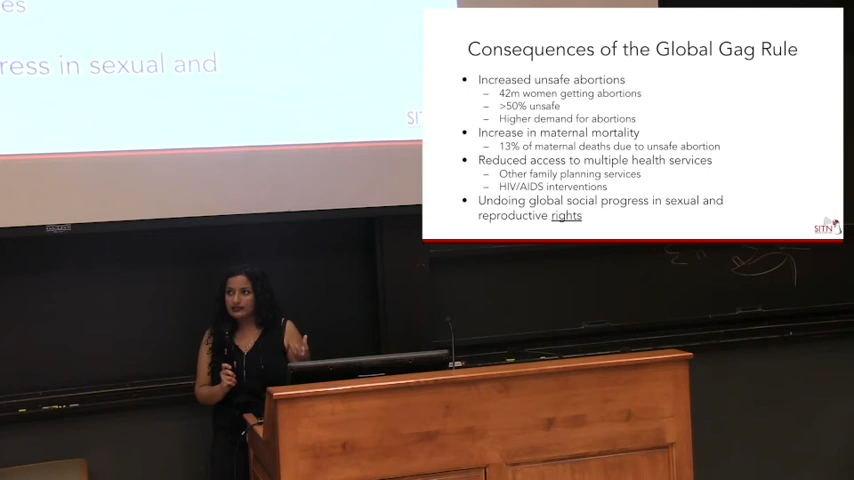 es
ress in sexual and
SI
Consequences of the Global Gag Rule
• Increased unsafe abortions
– 42m women getting abortions
– >50% unsafe
– Higher demand for abortions
• Increase in maternal mortality
– 13% of maternal deaths due to unsafe abortion
• Reduced access to multiple health services
– Other family planning services
– HIV/AIDS interventions
• Undoing global social progress in sexual and
reproductive rights
SITN